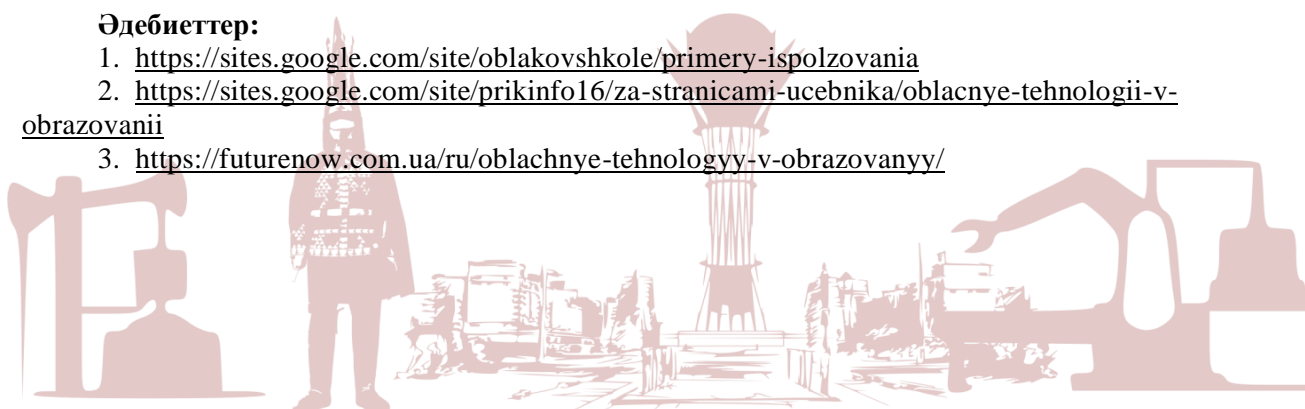 Әдебиеттер:
1. https://sites.google.com/site/oblakovshkole/primery-ispolzovania
2. https://sites.google.com/site/prikinfo16/za-stranicami-ucebnika/oblacnye-tehnologii-v-
obrazovanii
3. https://futurenow.com.ua/ru/oblachnye-tehnologyy-v-obrazovanyy/